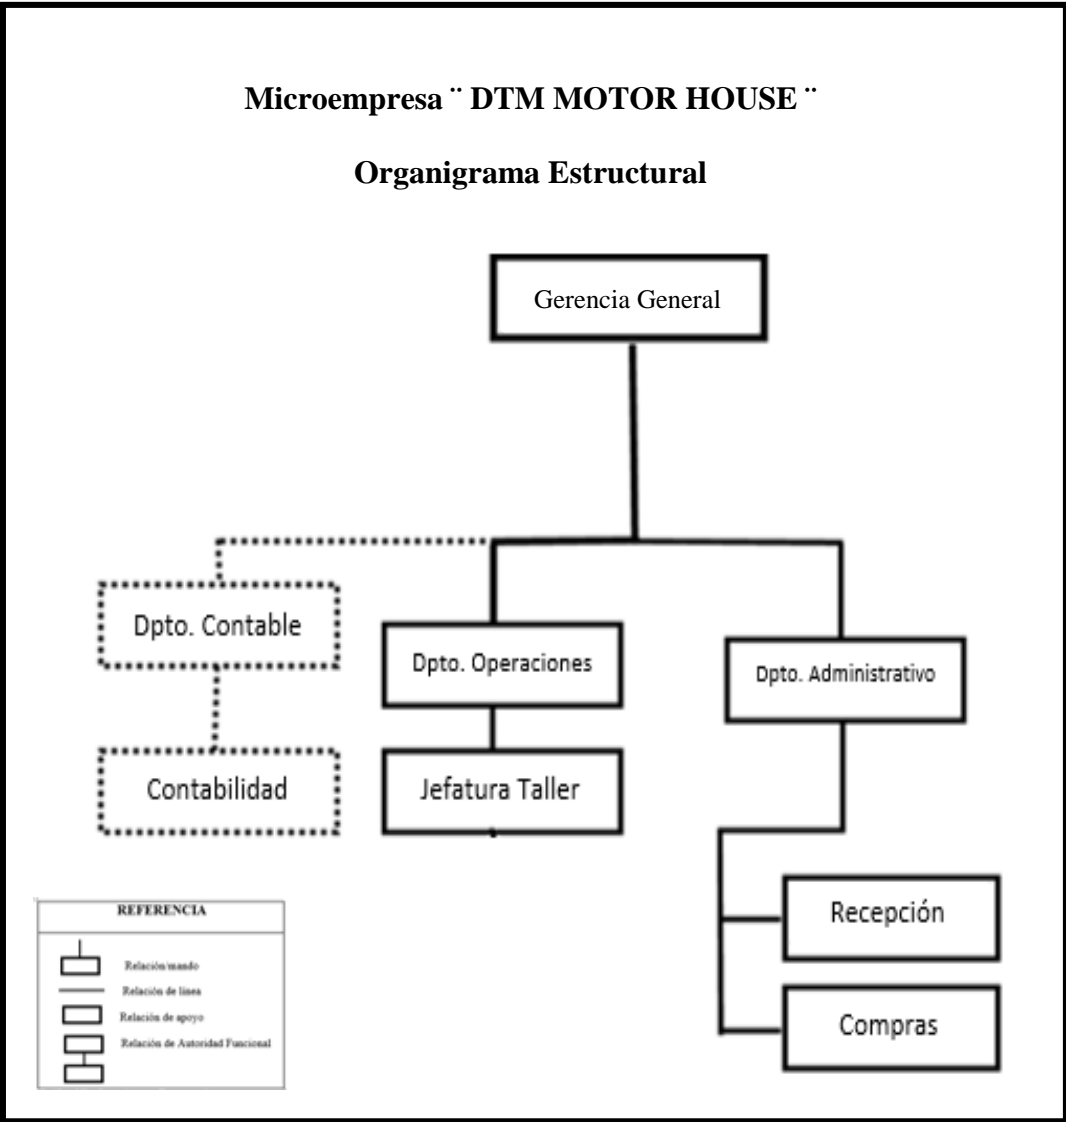 Microempresa ¨ DTM MOTOR HOUSE ¨
Organigrama Estructural
Gerencia General
Dpto. Contable
Dpto. Operaciones
Dpto. Administrativo
Contabilidad
Jefatura Taller
Recepción
Compras
REFERENCIA
Relación/mando
Relación de línea
Relación de apoyo
Relación de Autoridad Funcional